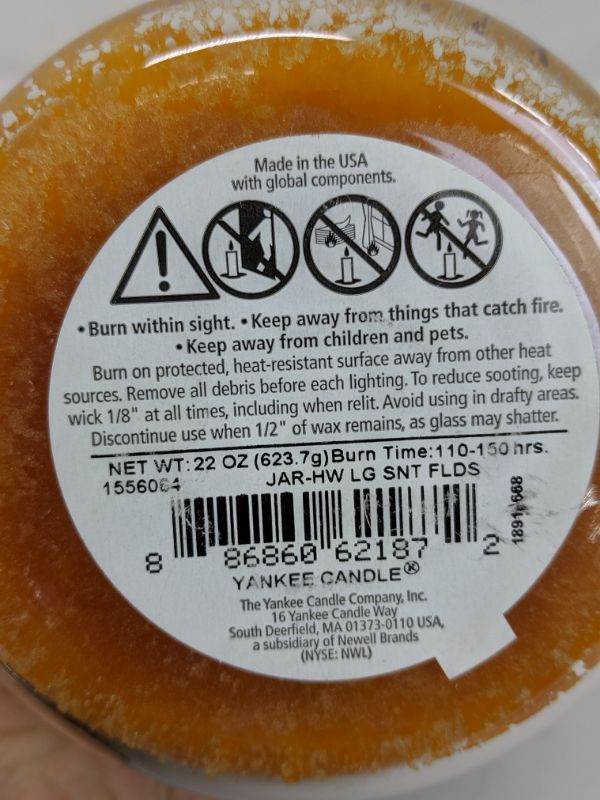 Made in the USA
with global components.
• Burn within sight. • Keep away from things that catch fire.
• Keep away from children and pets.
Burn on protected, heat-resistant surface away from other heat
sources. Remove all debris before each lighting. To reduce sooting, keep
wick 1/8" at all times, including when relit. Avoid using in drafty areas.
Discontinue use when 1/2" of wax remains, as glass may shatter.
NET WT:22 OZ (623.7g)Burn Time:110-150 hrs.
1556064 JAR-HW LG SNT FLDS
8 86860 62187 2
YANKEE CANDLE®
The Yankee Candle Company, Inc.
16 Yankee Candle Way
South Deerfield, MA 01373-0110 USA,
a subsidiary of Newell Brands
(NYSE: NWL)